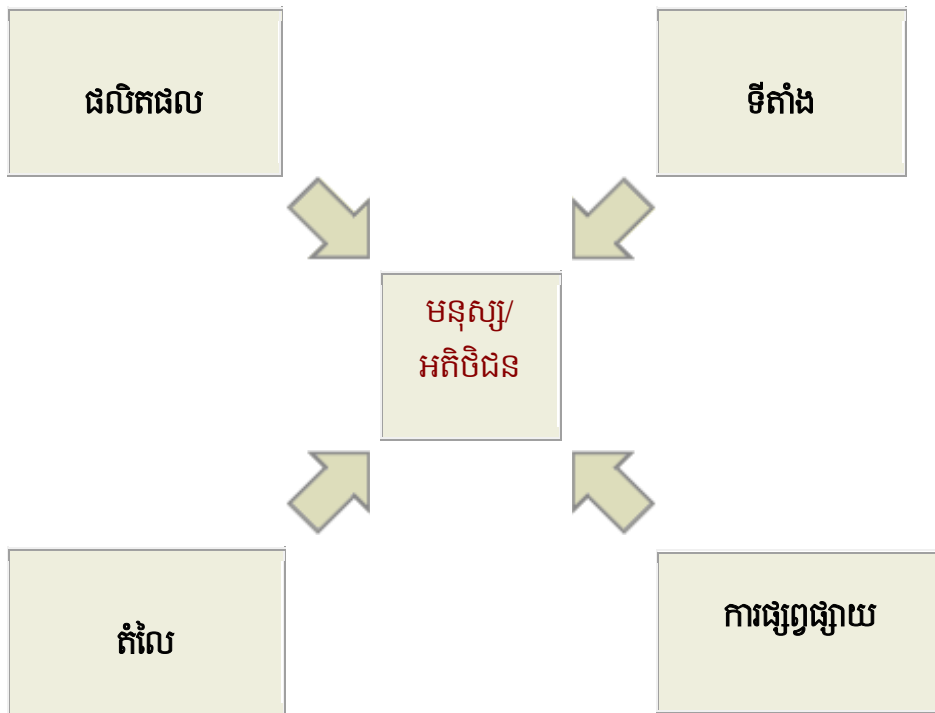 ផលិតផល
ទីតាំង
មនុស្ស/
អតិថិជន
តំលៃ
ការផ្សព្វផ្សាយ